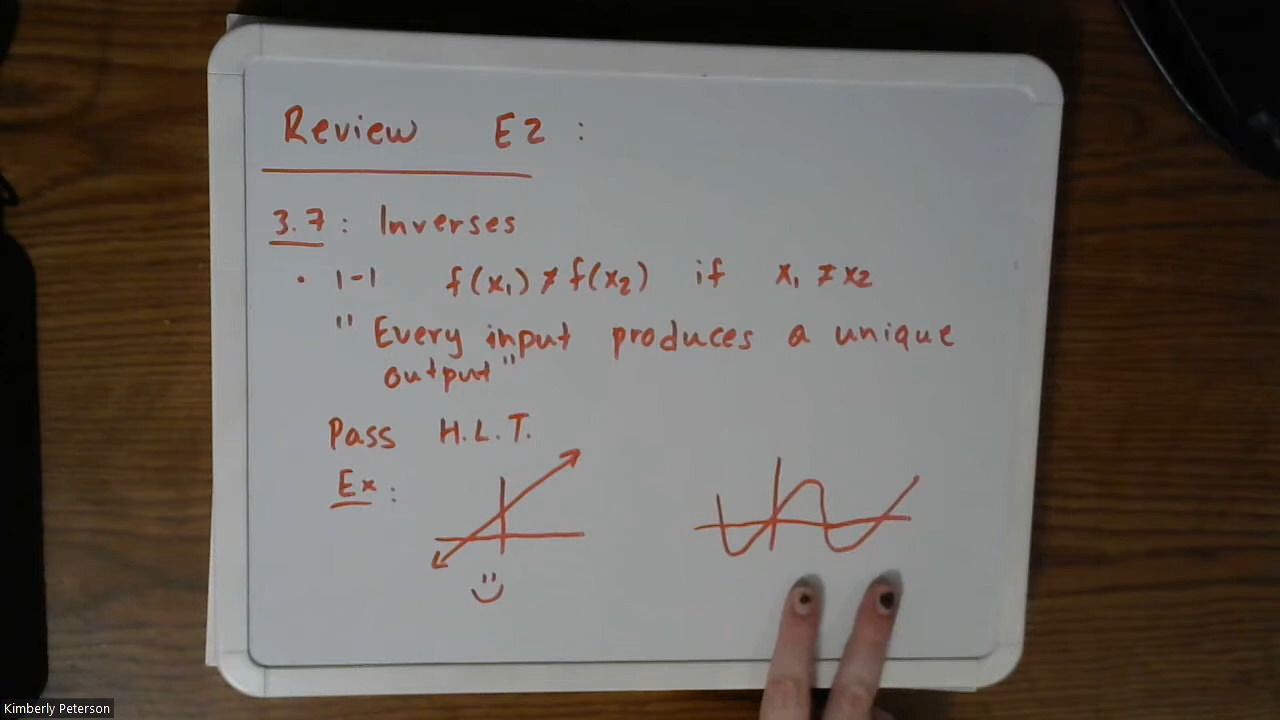 Review E2 :
3.7 : Inverses
• 1-1 f(x₁) ≠ f(x₂) if x₁ ≠ x₂
" Every input produces a unique
output"
Pass H.L.T.
Ex :
Kimberly Peterson